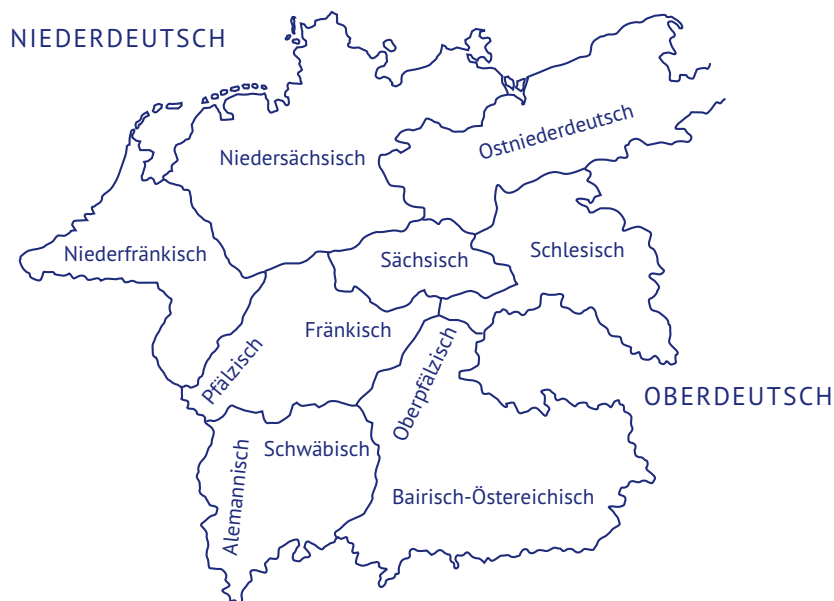 NIEDERDEUTSCH
Ostniederdeutsch
Niedersächsisch
Niederfränkisch
Sächsisch
Schlesisch
Fränkisch
Pfälzisch
Oberpfälzisch
OBERDEUTSCH
Schwäbisch
Alemannisch
Bairisch-Östereichisch